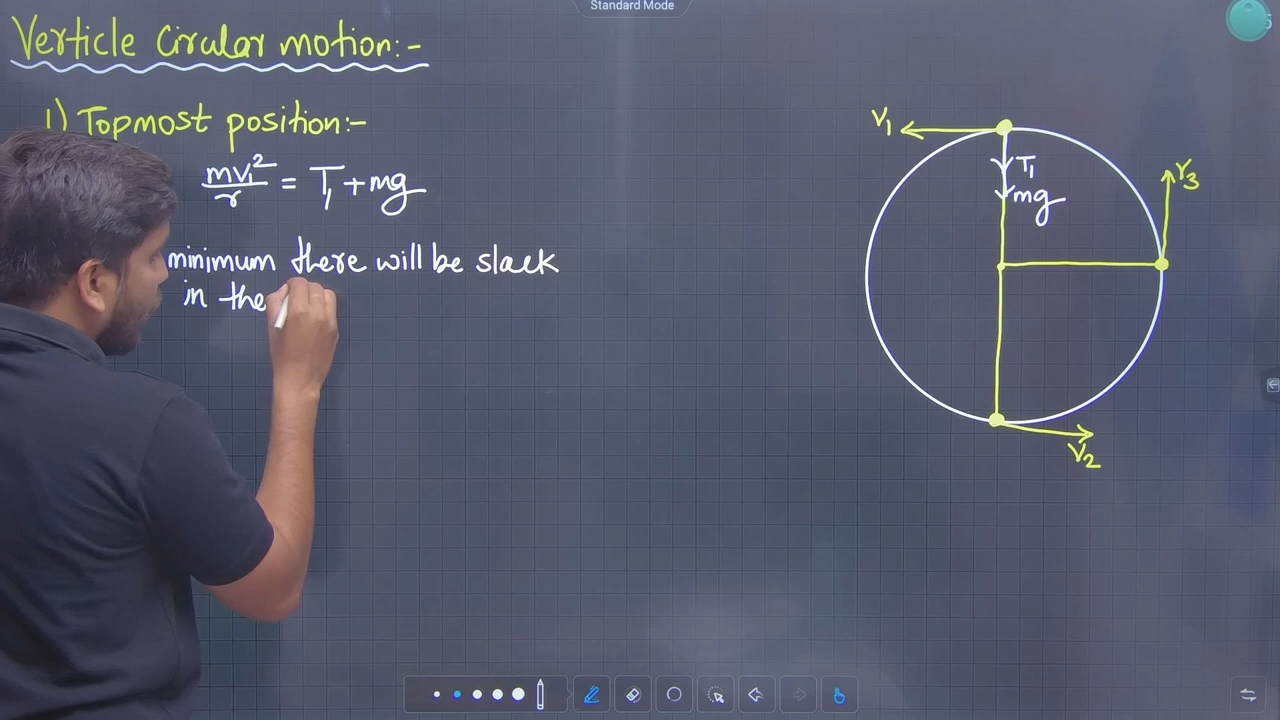 Standard Mode
Verticle Circular motion:-
1) Topmost position:-
mv₁²/r = T₁ + mg
minimum there will be slack
in the
V₁
T₁
mg
V₃
V₂